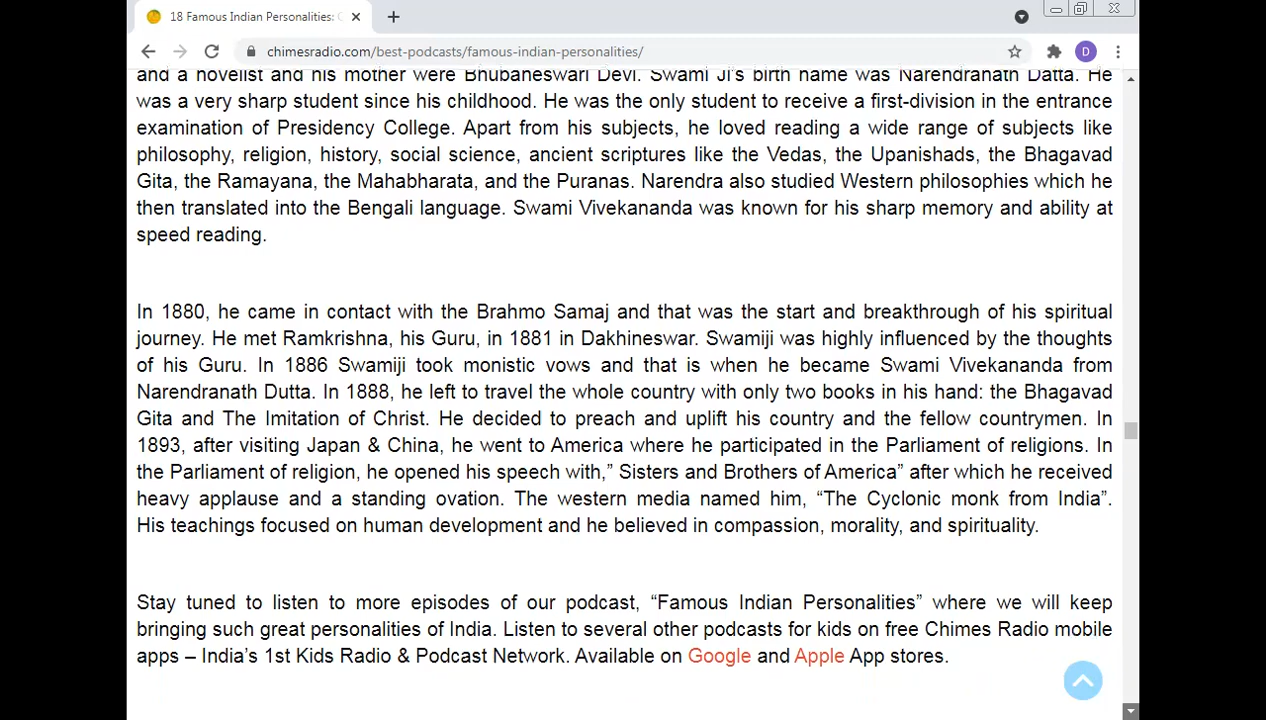 18 Famous Indian Personalities:
D
chimesradio.com/best-podcasts/famous-indian-personalities/
and a novelist and his mother were Bhubaneswari Devi. Swami Ji's birth name was Narendranath Datta. He
was a very sharp student since his childhood. He was the only student to receive a first-division in the entrance
examination of Presidency College. Apart from his subjects, he loved reading a wide range of subjects like
philosophy, religion, history, social science, ancient scriptures like the Vedas, the Upanishads, the Bhagavad
Gita, the Ramayana, the Mahabharata, and the Puranas. Narendra also studied Western philosophies which he
then translated into the Bengali language. Swami Vivekananda was known for his sharp memory and ability at
speed reading.
In 1880, he came in contact with the Brahmo Samaj and that was the start and breakthrough of his spiritual
journey. He met Ramkrishna, his Guru, in 1881 in Dakhineswar. Swamiji was highly influenced by the thoughts
of his Guru. In 1886 Swamiji took monistic vows and that is when he became Swami Vivekananda from
Narendranath Dutta. In 1888, he left to travel the whole country with only two books in his hand: the Bhagavad
Gita and The Imitation of Christ. He decided to preach and uplift his country and the fellow countrymen. In
1893, after visiting Japan & China, he went to America where he participated in the Parliament of religions. In
the Parliament of religion, he opened his speech with,” Sisters and Brothers of America” after which he received
heavy applause and a standing ovation. The western media named him, “The Cyclonic monk from India”.
His teachings focused on human development and he believed in compassion, morality, and spirituality.
Stay tuned to listen to more episodes of our podcast, “Famous Indian Personalities” where we will keep
bringing such great personalities of India. Listen to several other podcasts for kids on free Chimes Radio mobile
apps – India’s 1st Kids Radio & Podcast Network. Available on Google and Apple App stores.